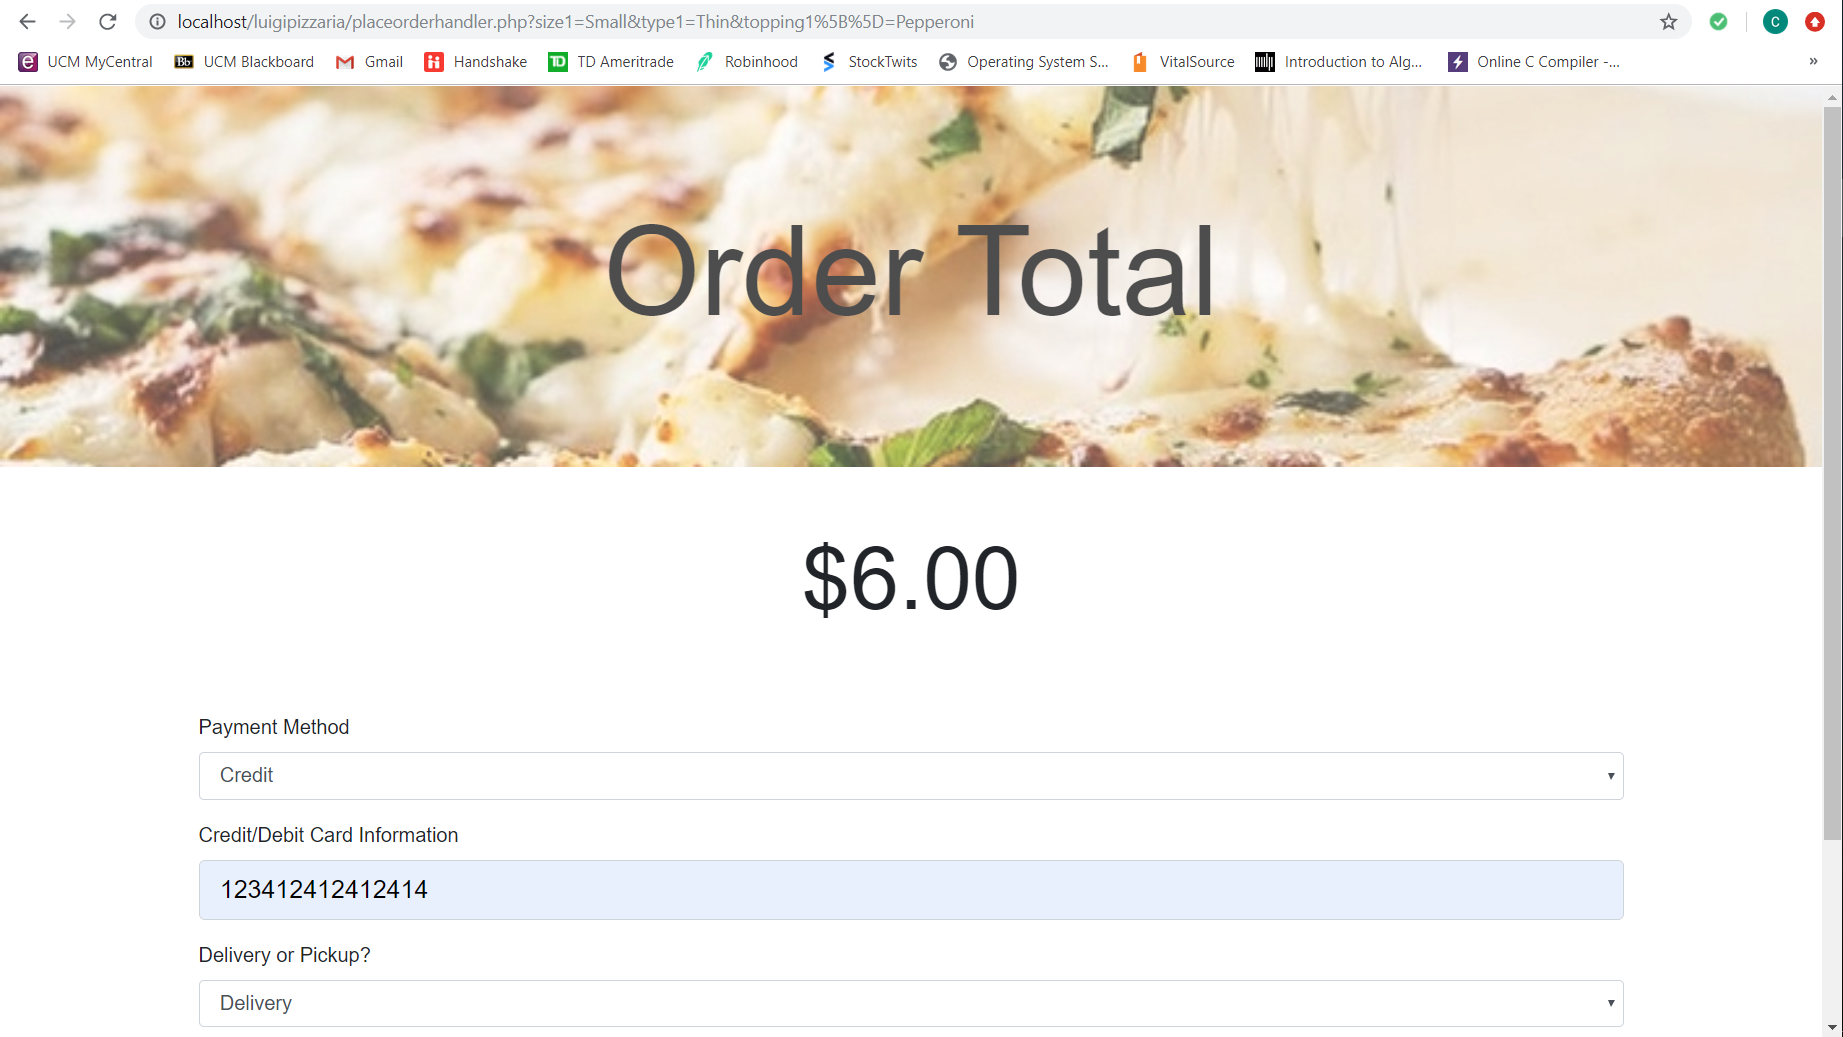 localhost/luigipizzaria/placeorderhandler.php?size1=Small&type1=Thin&topping1%5B%5D=Pepperoni
C
e UCM MyCentral Bb UCM Blackboard Gmail Handshake TD TD Ameritrade Robinhood StockTwits Operating System S... VitalSource Introduction to Alg... Online C Compiler -... »
Order Total
$6.00
Payment Method
Credit
Credit/Debit Card Information
123412412412414
Delivery or Pickup?
Delivery